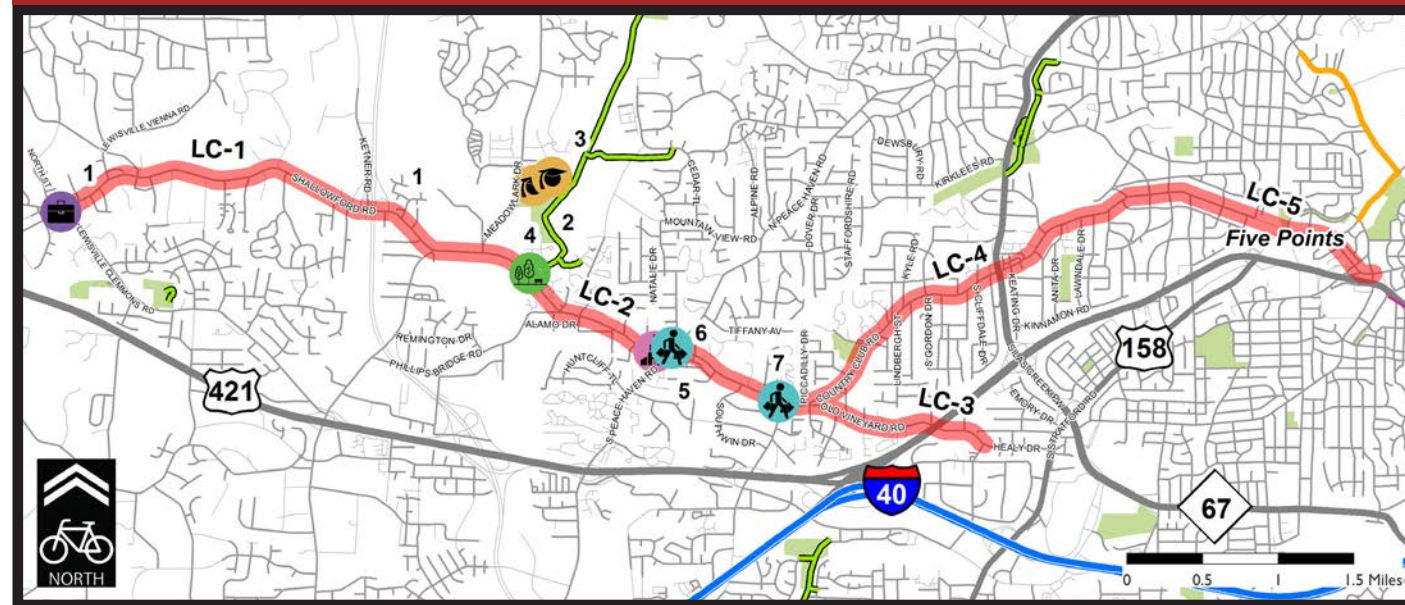 NORTH ST
LEWISVILLE VIENNA RD
1
LC-1
SHALLOWFORD RD
KETNER RD
1
LEWISVILLE CLEMMONS RD
MEADOWLARK DR
3
2
4
CEDAR TL
MOUNTAIN VIEW RD
ALPINE RD
N PEACE HAVEN RD
DOVER DR
STAFFORDSHIRE RD
DEWSBURY RD
KIRKLEES RD
NATALIE DR
LC-2
ALAMO DR
REMINGTON DR
PHILLIPS BRIDGE RD
HUNTCLIFF TL
S PEACE HAVEN RD
6
5
TIFFANY AV
7
PICCADILLY DR
SOUTHWIN DR
COUNTRY CLUB RD
OLD VINEYARD RD
LC-3
HEALY DR
KYLE RD
LC-4
LINDBERGH ST
S GORDON DR
S CLIFFDALE DR
KEATING DR
ANITA DR
LAWNDALE DR
KINNAMON RD
SILAS CREEK PW
EMORY DR
S STRATFORD RD
LC-5
Five Points
421
158
40
67
NORTH
0 0.5 1 1.5 Miles